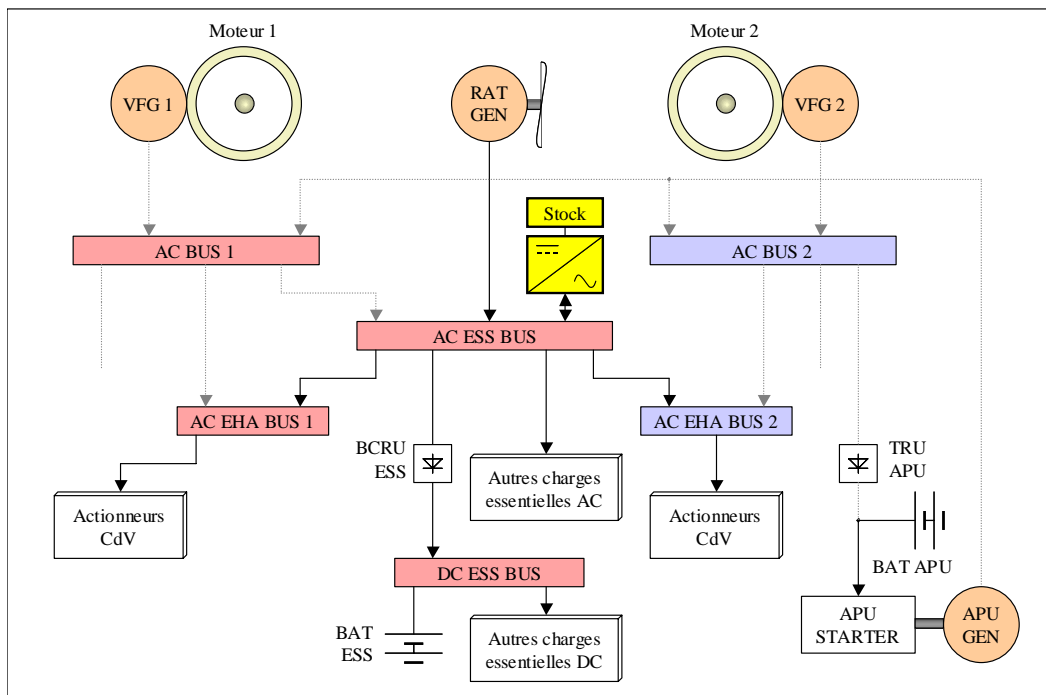 Moteur 1
Moteur 2
VFG 1
RAT
GEN
VFG 2
Stock
AC BUS 1
AC BUS 2
AC ESS BUS
AC EHA BUS 1
AC EHA BUS 2
BCRU
ESS
TRU
APU
Autres charges
essentielles AC
Actionneurs
CdV
Actionneurs
CdV
BAT APU
DC ESS BUS
BAT
ESS
Autres charges
essentielles DC
APU
STARTER
APU
GEN